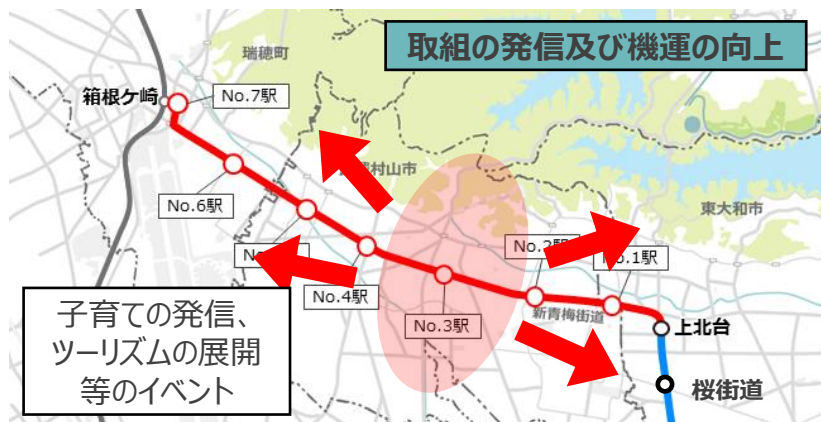 取組の発信及び機運の向上
瑞穂町
箱根ケ崎
No.7駅
村山市
No.6駅
東大和市
No.2駅
No.1駅
No.4駅
No.3駅
新青梅街道
上北台
桜街道
子育ての発信、
ツーリズムの展開
等のイベント